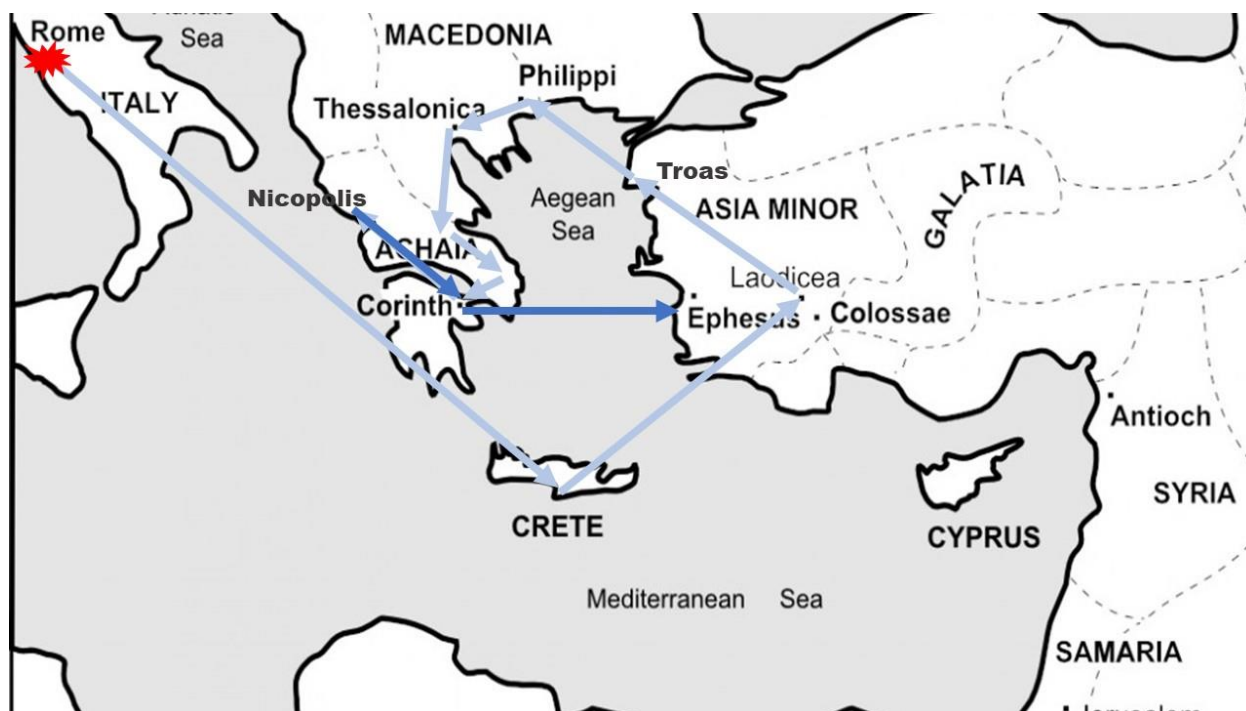 Rome
Sea
MACEDONIA
Philippi
ITALY
Thessalonica
Troas
Nicopolis
Aegean
Sea
ASIA MINOR
GALATIA
ACHAIA
Laodicea
Corinth
Ephesus
Colossae
Antioch
SYRIA
CRETE
CYPRUS
Mediterranean Sea
SAMARIA